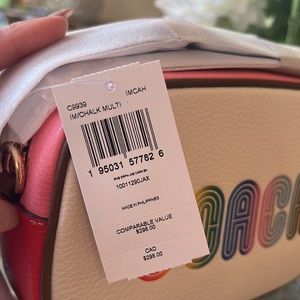 C9939 IMCAH
IM/CHALK MULTI
1 95031 57782 6
1001129QJAX
MADE IN PHILIPPINES
COMPARABLE VALUE
$298.00
CAD
$298.00
COACH